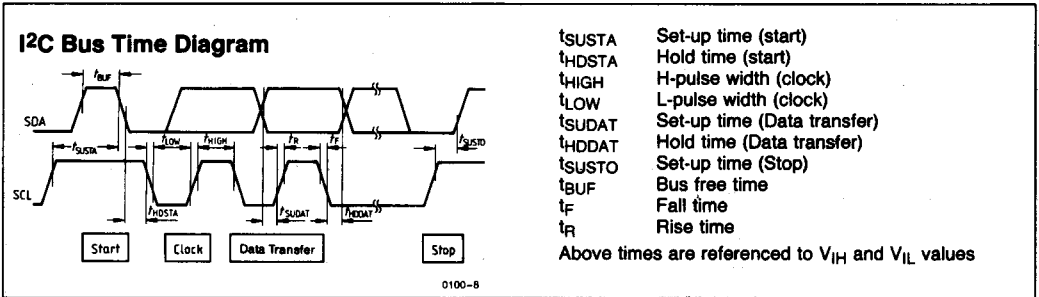 I2C Bus Time Diagram
tBUF
SDA
tSUSTA
tLOW
tHIGH
tR
tF
tSUSTO
SCL
tHDSTA
tSUDAT
tHDDAT
Start
Clock
Data Transfer
Stop
0100-8
tSUSTA Set-up time (start)
tHDSTA Hold time (start)
tHIGH H-pulse width (clock)
tLOW L-pulse width (clock)
tSUDAT Set-up time (Data transfer)
tHDDAT Hold time (Data transfer)
tSUSTO Set-up time (Stop)
tBUF Bus free time
tF Fall time
tR Rise time
Above times are referenced to VIH and VIL values